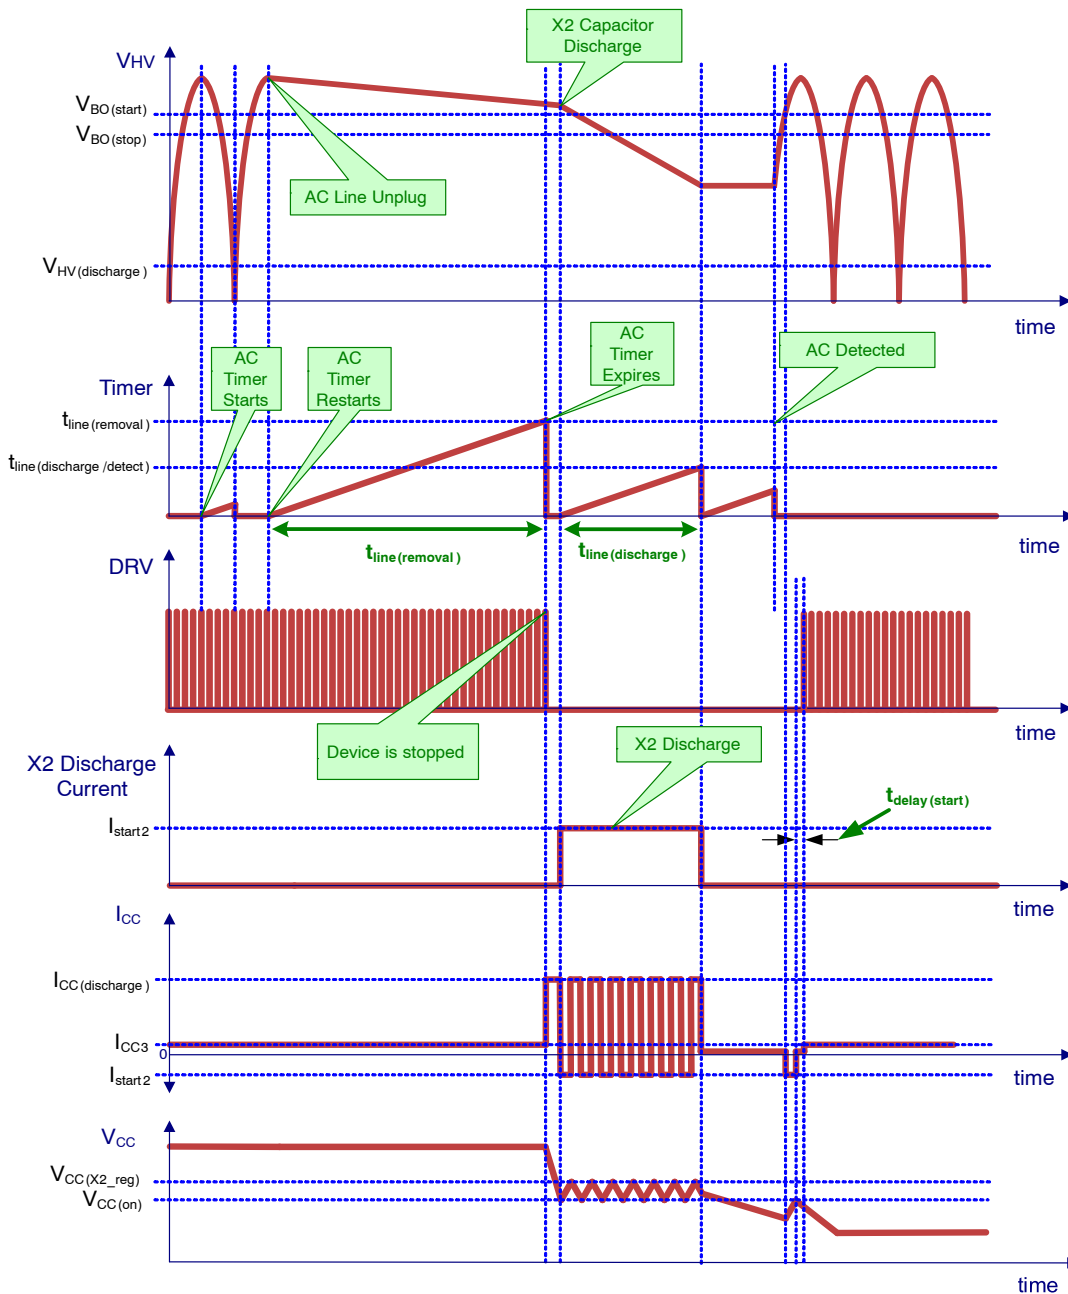 X2 Capacitor
Discharge
VHV
VBO(start)
VBO(stop)
AC Line Unplug
VHV(discharge)
time
AC
Timer
Starts
AC
Timer
Restarts
AC
Timer
Expires
AC Detected
Timer
tline(removal)
tline(discharge/detect)
time
tline(removal)
tline(discharge)
DRV
Device is stopped
time
X2 Discharge
X2 Discharge
Current
tdelay(start)
Istart2
time
ICC
ICC(discharge)
ICC3
0
Istart2
time
VCC
VCC(X2_reg)
VCC(on)
time